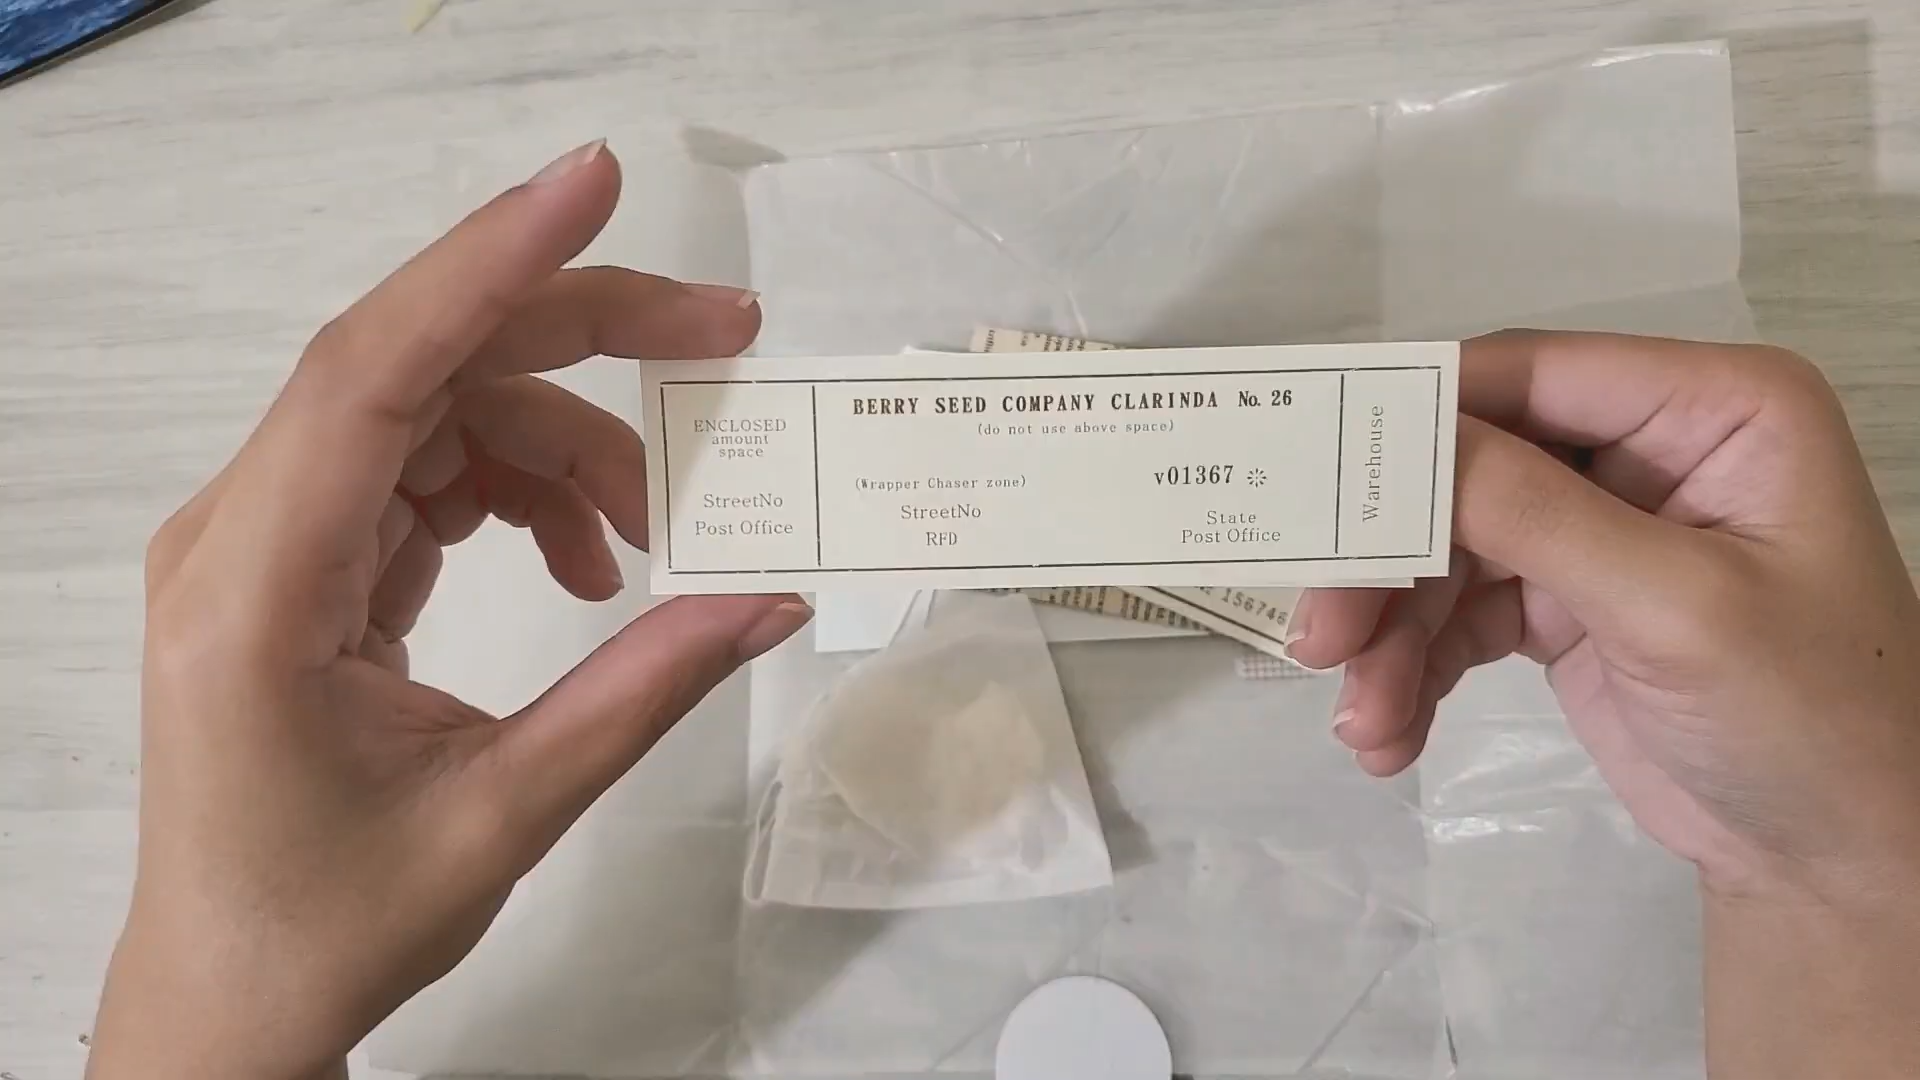 BERRY SEED COMPANY CLARINDA No. 26
(do not use above space)
ENCLOSED
amount
space
StreetNo
Post Office
(Wrapper Chaser zone)
StreetNo
RFD
v01367
State
Post Office
Warehouse
156746